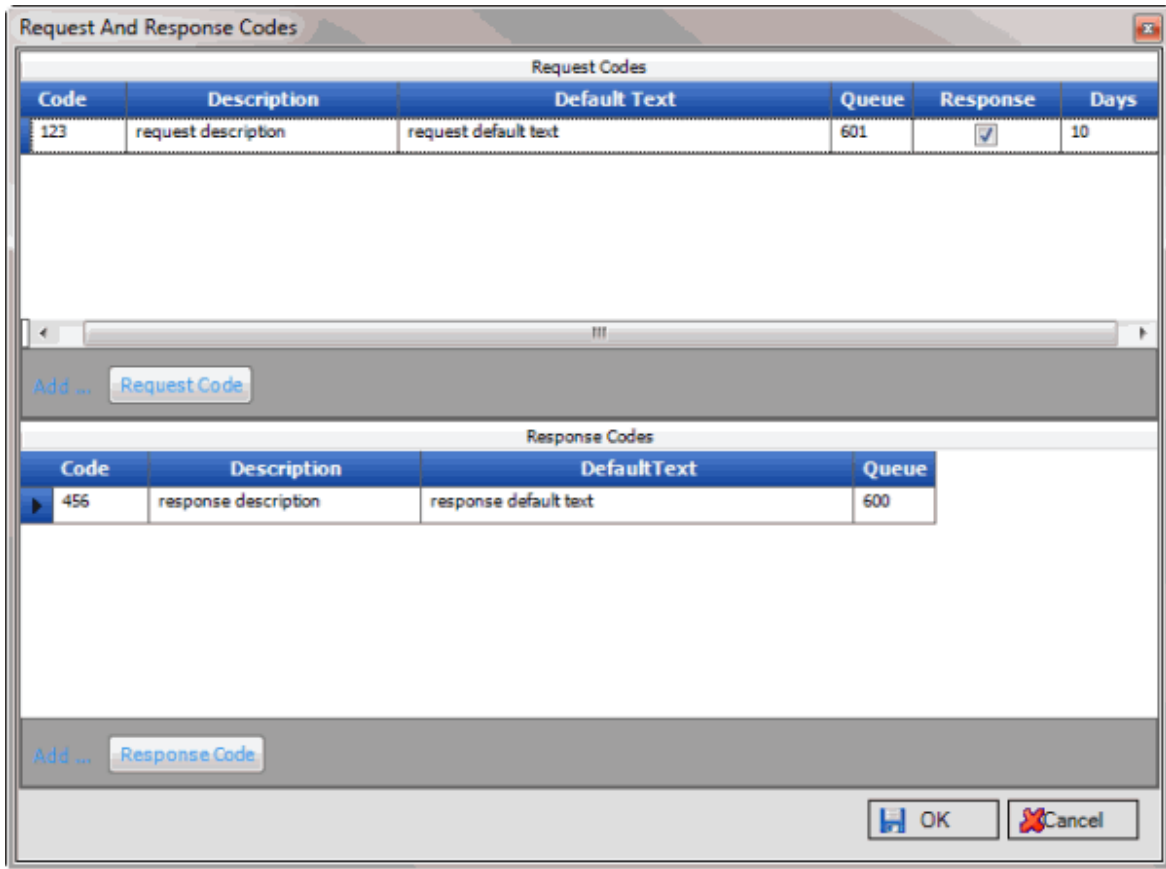 Request And Response Codes
Request Codes
Code Description Default Text Queue Response Days
123 request description request default text 601 10
Add ... Request Code
Response Codes
Code Description DefaultText Queue
456 response description response default text 600
Add ... Response Code
OK Cancel